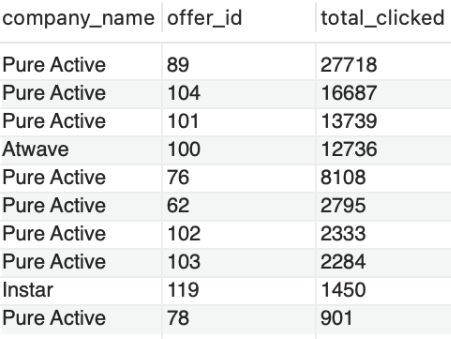 company_name offer_id total_clicked
Pure Active 89 27718
Pure Active 104 16687
Pure Active 101 13739
Atwave 100 12736
Pure Active 76 8108
Pure Active 62 2795
Pure Active 102 2333
Pure Active 103 2284
Instar 119 1450
Pure Active 78 901